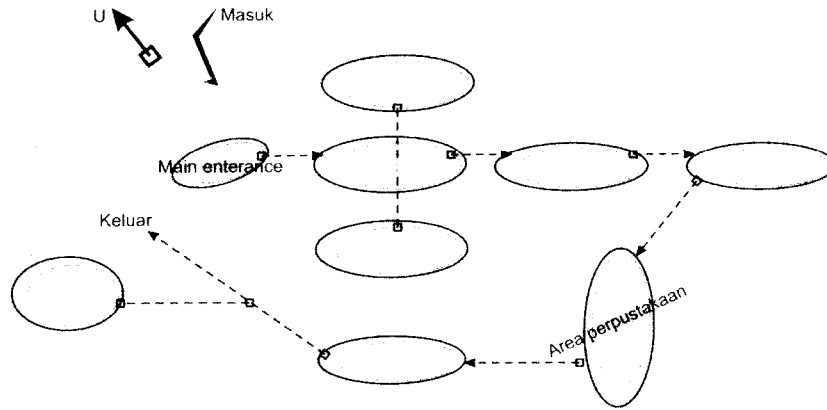 U
Masuk
Main enterance
Keluar
Area perpustakaan